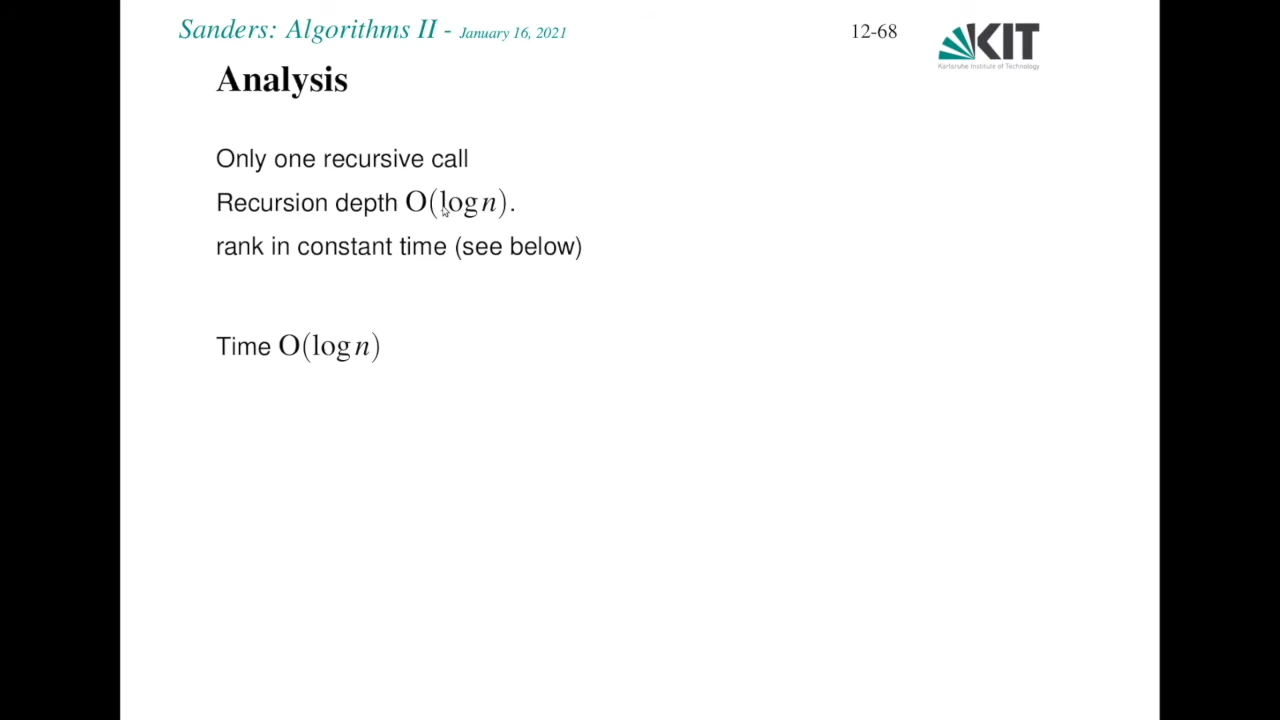 Sanders: Algorithms II - January 16, 2021
12-68
KIT
Karlsruhe Institute of Technology
Analysis
Only one recursive call
Recursion depth O(log n).
rank in constant time (see below)
Time O(log n)